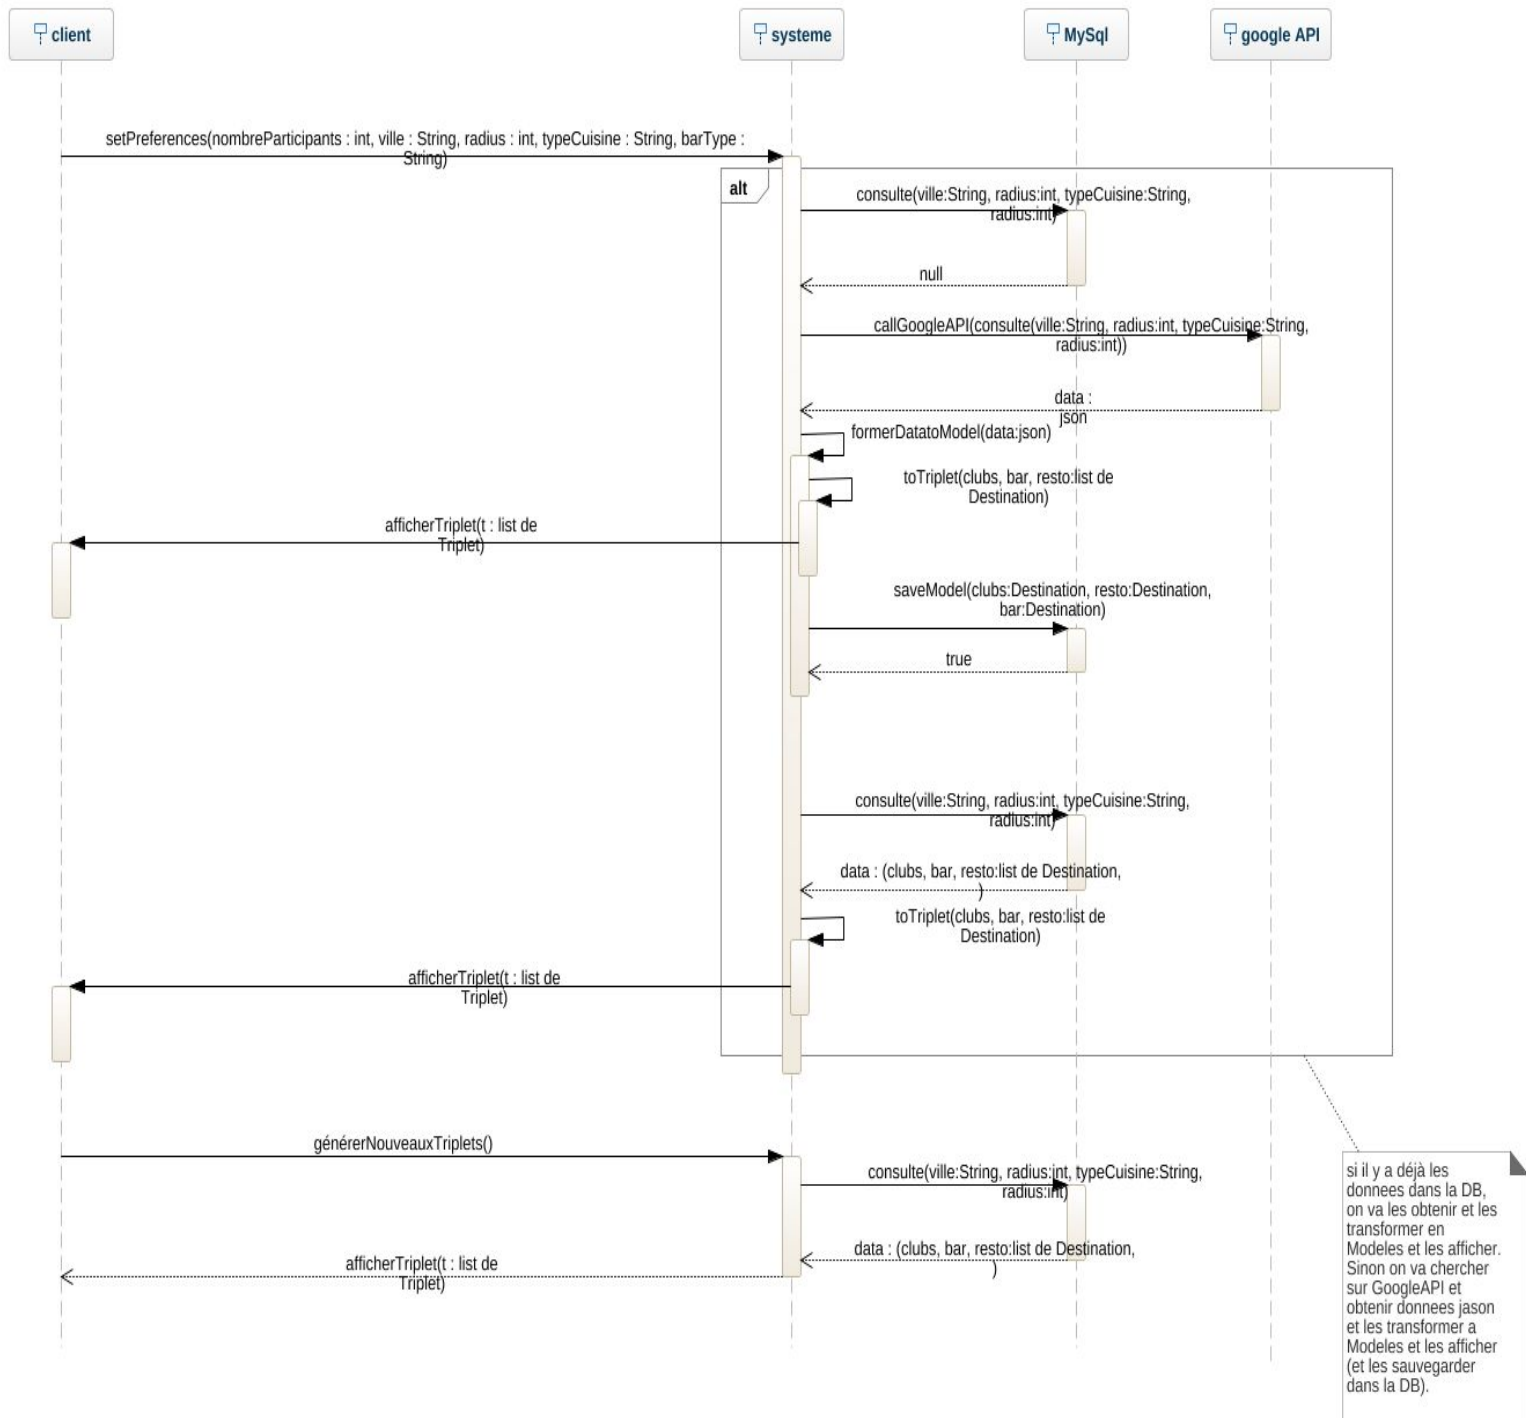 client
systeme
MySql
google API
setPreferences(nombreParticipants : int, ville : String, radius : int, typeCuisine : String, barType :
String)
alt
consulte(ville:String, radius:int, typeCuisine:String,
radius:int)
null
callGoogleAPI(consulte(ville:String, radius:int, typeCuisine:String,
radius:int))
data :
json
formerDatatoModel(data:json)
toTriplet(clubs, bar, resto:list de
Destination)
afficherTriplet(t : list de
Triplet)
saveModel(clubs:Destination, resto:Destination,
bar:Destination)
true
consulte(ville:String, radius:int, typeCuisine:String,
radius:int)
data : (clubs, bar, resto:list de Destination,
)
toTriplet(clubs, bar, resto:list de
Destination)
afficherTriplet(t : list de
Triplet)
générerNouveauxTriplets()
consulte(ville:String, radius:int, typeCuisine:String,
radius:int)
data : (clubs, bar, resto:list de Destination,
)
afficherTriplet(t : list de
Triplet)
si il y a déjà les
donnees dans la DB,
on va les obtenir et les
transformer en
Modeles et les afficher.
Sinon on va chercher
sur GoogleAPI et
obtenir donnees jason
et les transformer a
Modeles et les afficher
(et les sauvegarder
dans la DB).